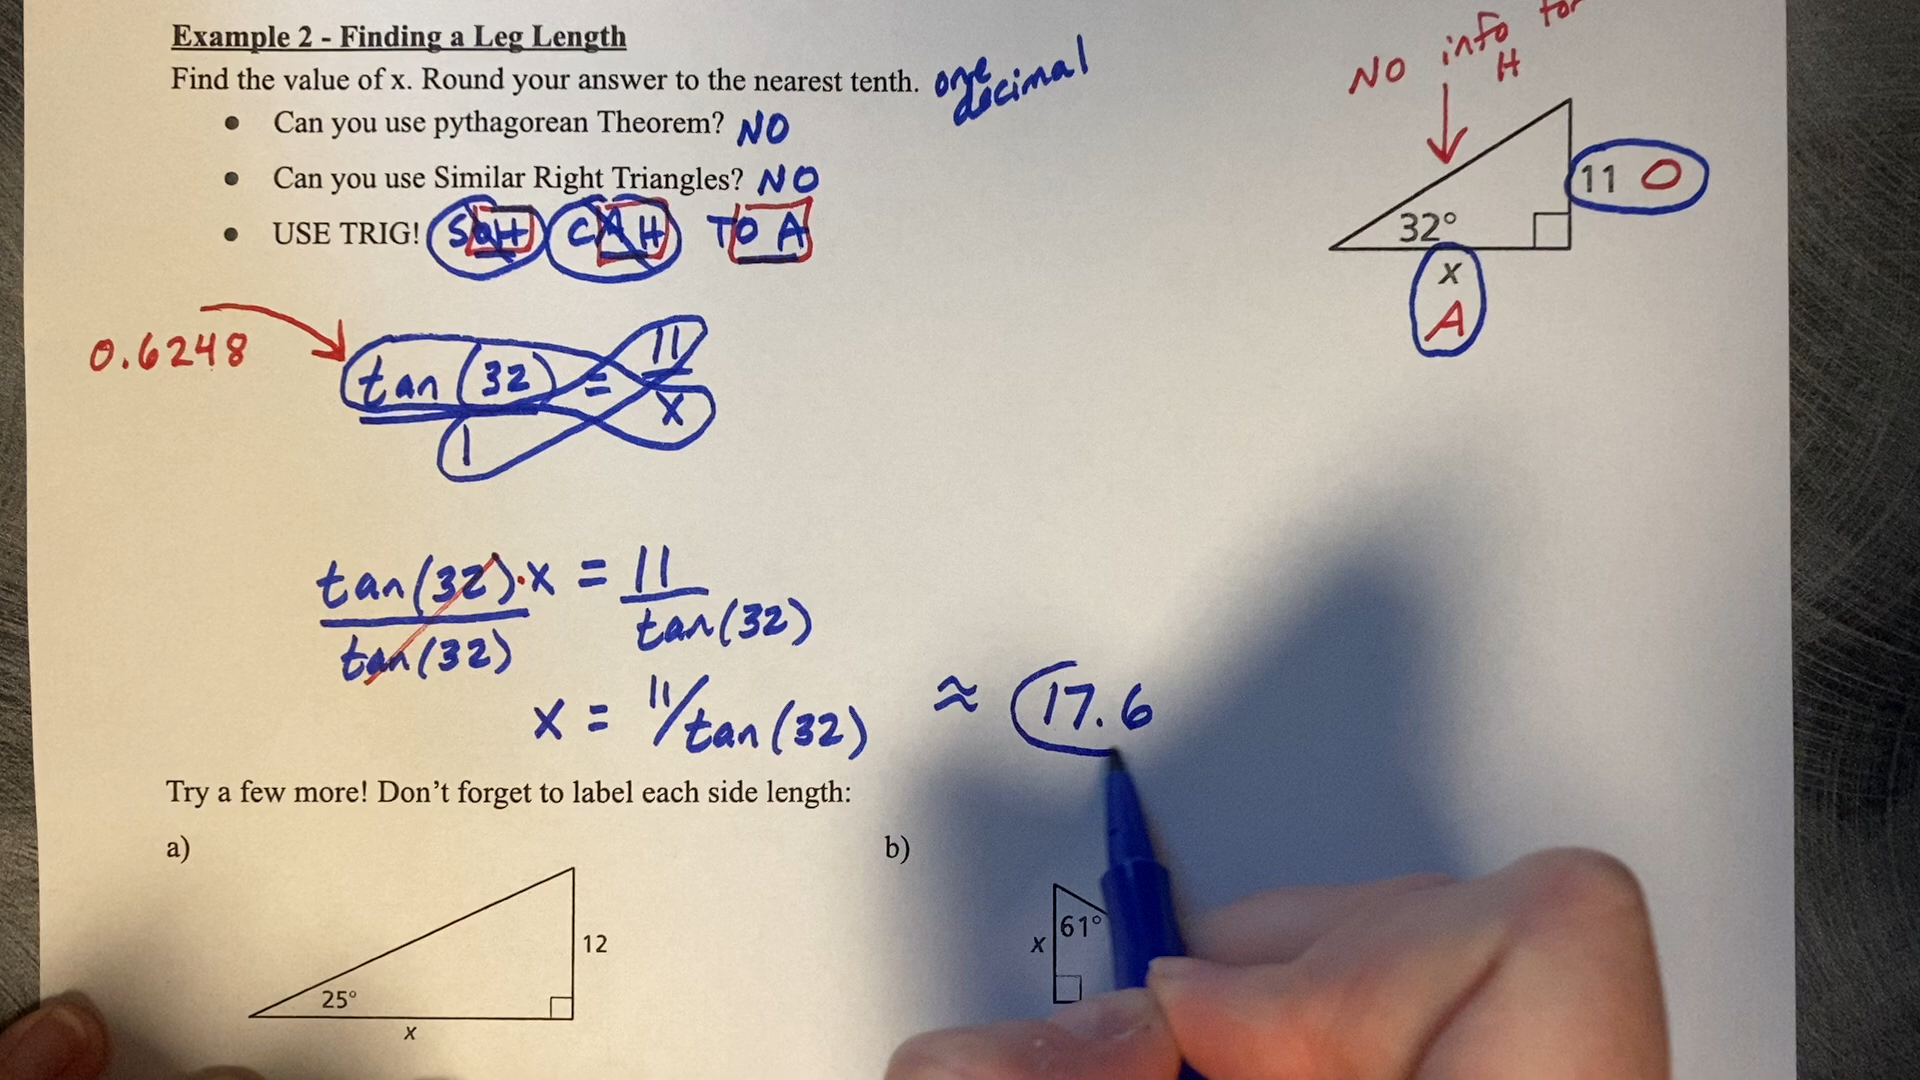 Example 2 - Finding a Leg Length
Find the value of x. Round your answer to the nearest tenth. one decimal
● Can you use pythagorean Theorem? NO
● Can you use Similar Right Triangles? NO
● USE TRIG! SOH CAH TOA
NO info for
H
11 O
32°
x
A
0.6248
tan (32) = 11
1 x
tan(32)·x = 11
tan(32) tan(32)
x = 11/tan(32) ≈ 17.6
Try a few more! Don’t forget to label each side length:
a) b)
12
25°
x
61°
x